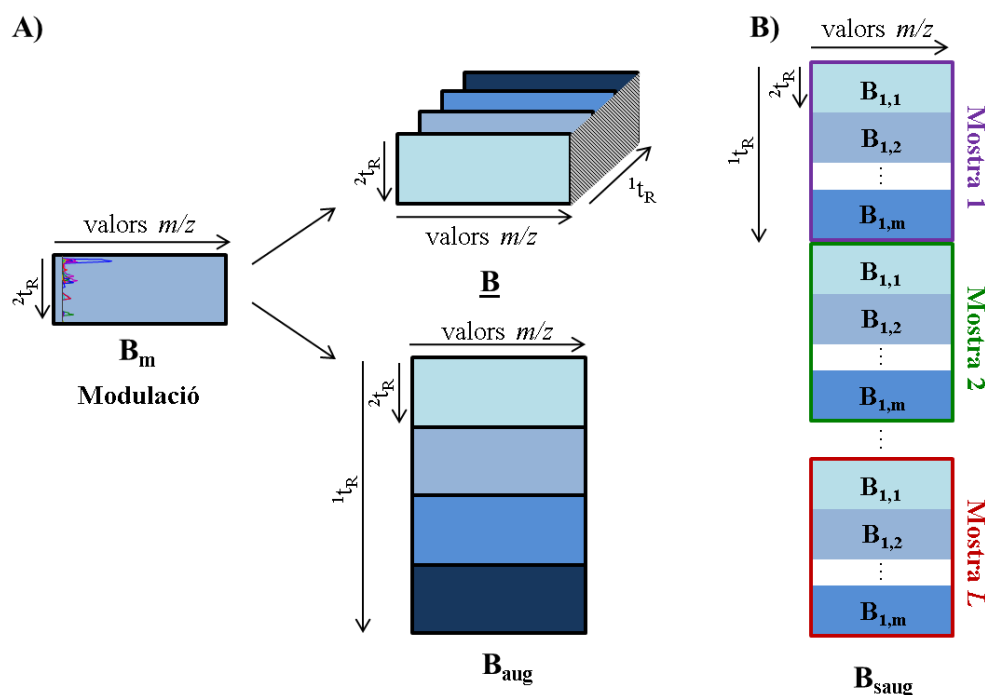 A)
valors m/z
²tR
Bm
Modulació
²tR
valors m/z
¹tR
B
valors m/z
²tR
¹tR
Baug
B)
valors m/z
²tR
¹tR
B1,1
B1,2
⋮
B1,m
Mostra 1
B1,1
B1,2
⋮
B1,m
Mostra 2
⋮
B1,1
B1,2
⋮
B1,m
Mostra L
Bsaug